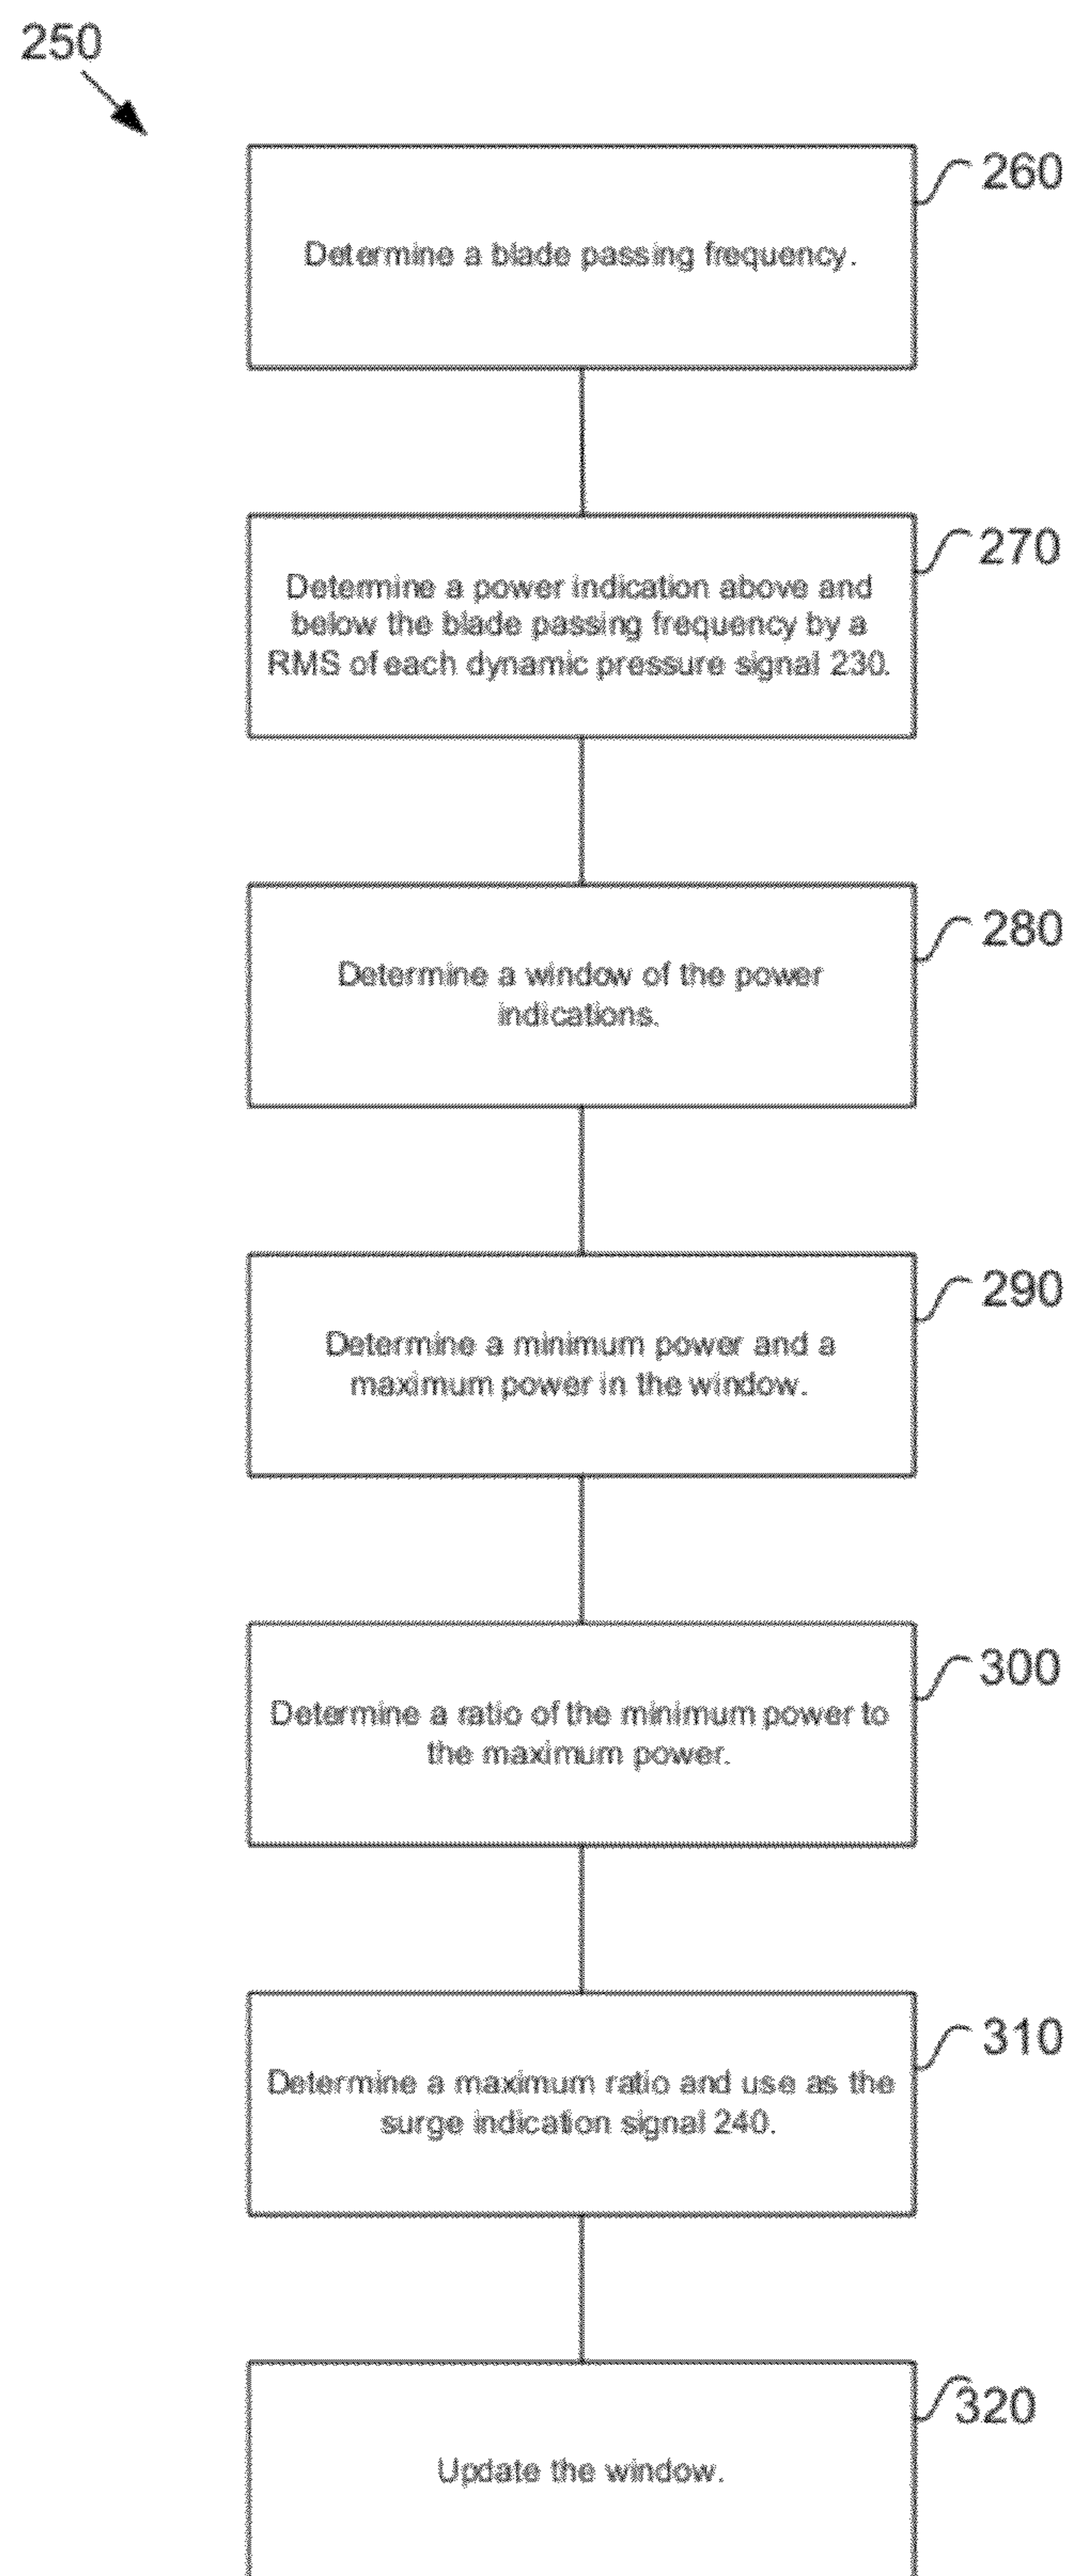 250
260
Determine a blade passing frequency.
270
Determine a power indication above and
below the blade passing frequency by a
RMS of each dynamic pressure signal 230.
280
Determine a window of the power
indications.
290
Determine a minimum power and a
maximum power in the window.
300
Determine a ratio of the minimum power to
the maximum power.
310
Determine a maximum ratio and use as the
surge indication signal 240.
320
Update the window.